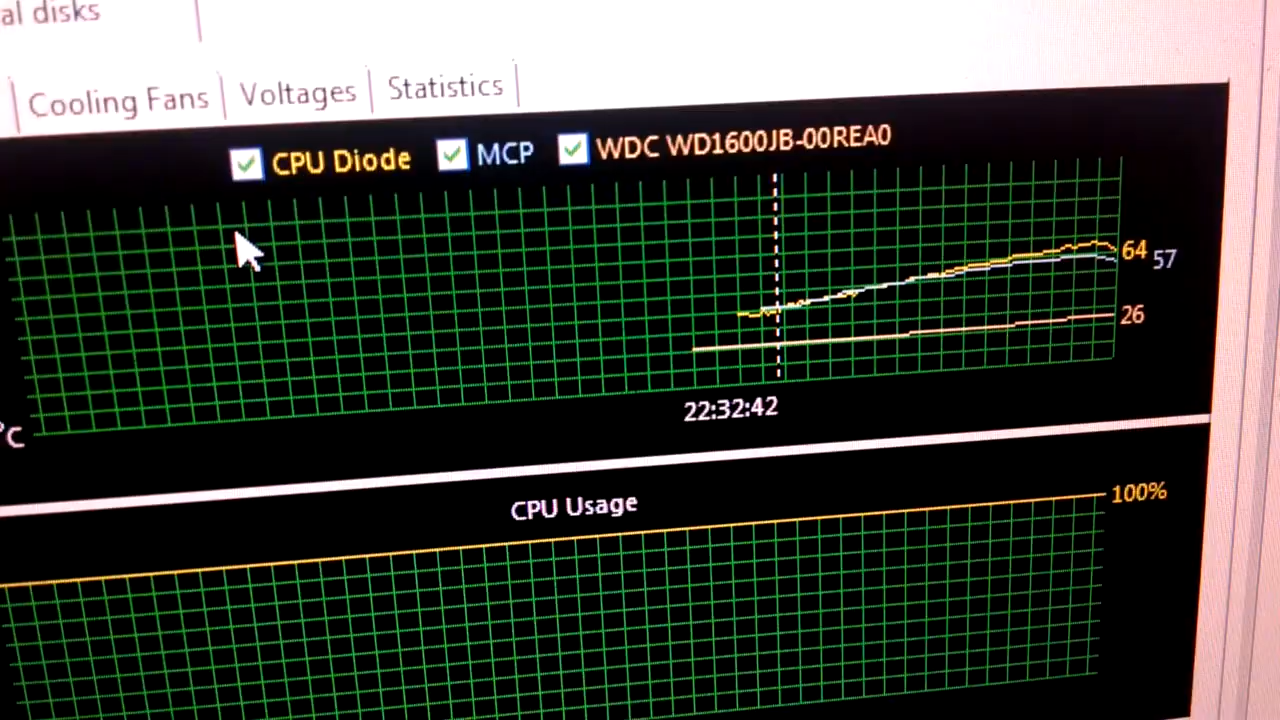 al disks
Cooling Fans Voltages Statistics
CPU Diode MCP WDC WD1600JB-00REA0
64 57
26
22:32:42
°C
CPU Usage
100%